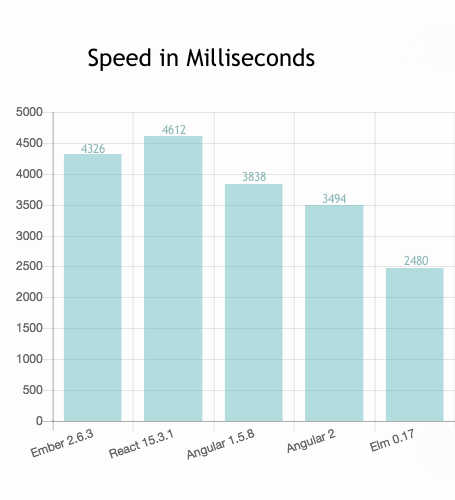 Speed in Milliseconds
5000
4500
4000
3500
3000
2500
2000
1500
1000
500
0
4326
4612
3838
3494
2480
Ember 2.6.3
React 15.3.1
Angular 1.5.8
Angular 2
Elm 0.17